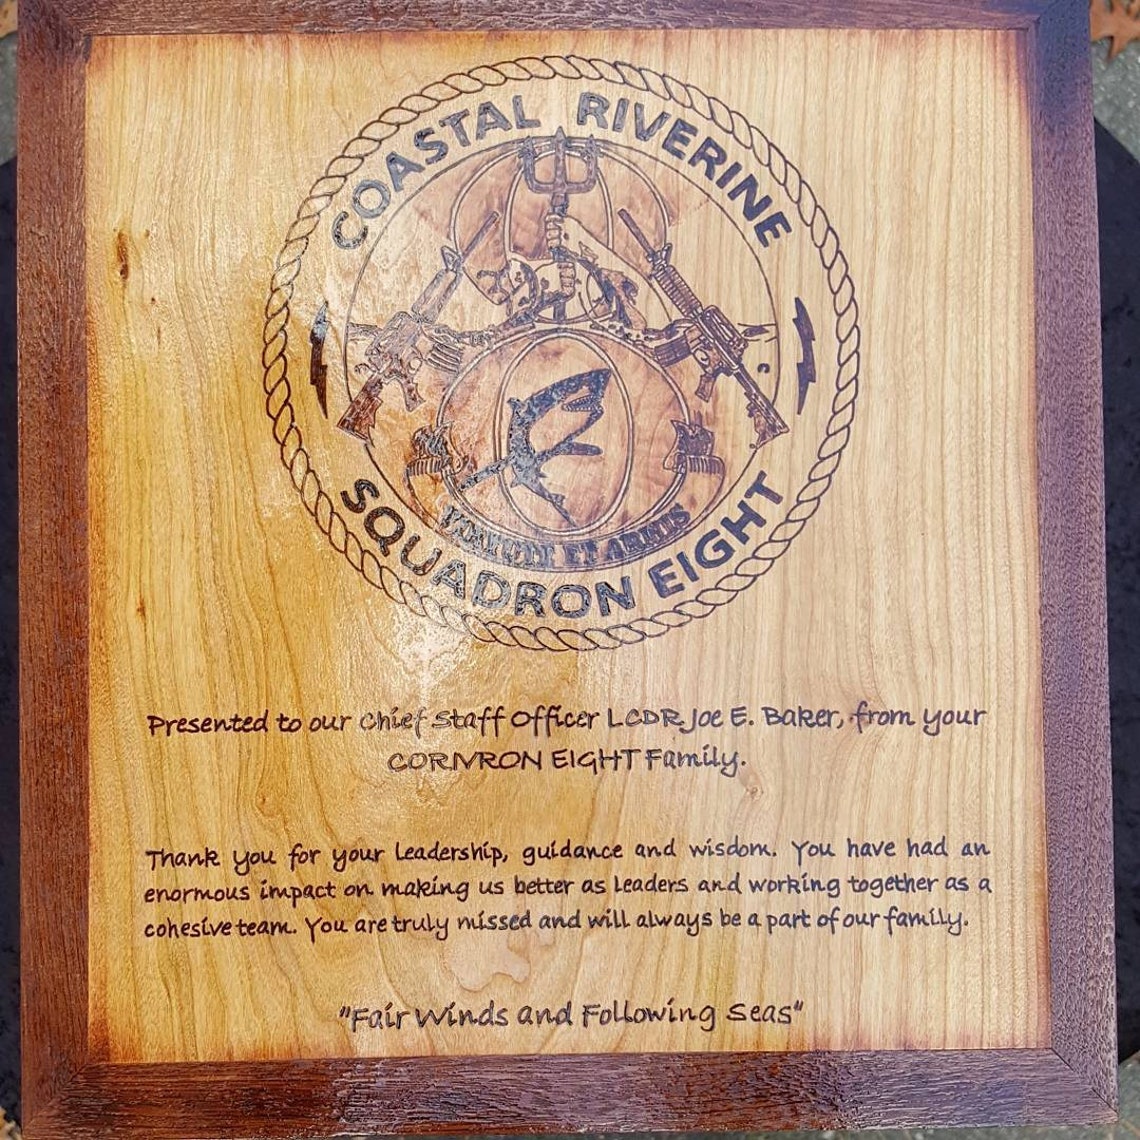 COASTAL RIVERINE
ET ARMIS
SQUADRON EIGHT
Presented to our Chief Staff Officer LCDR Joe E. Baker, from your
CORIVRON EIGHT Family.
Thank you for your Leadership, guidance and wisdom. You have had an
enormous impact on making us better as Leaders and working together as a
cohesive team. You are truly missed and will always be a part of our family.
"Fair Winds and Following Seas"